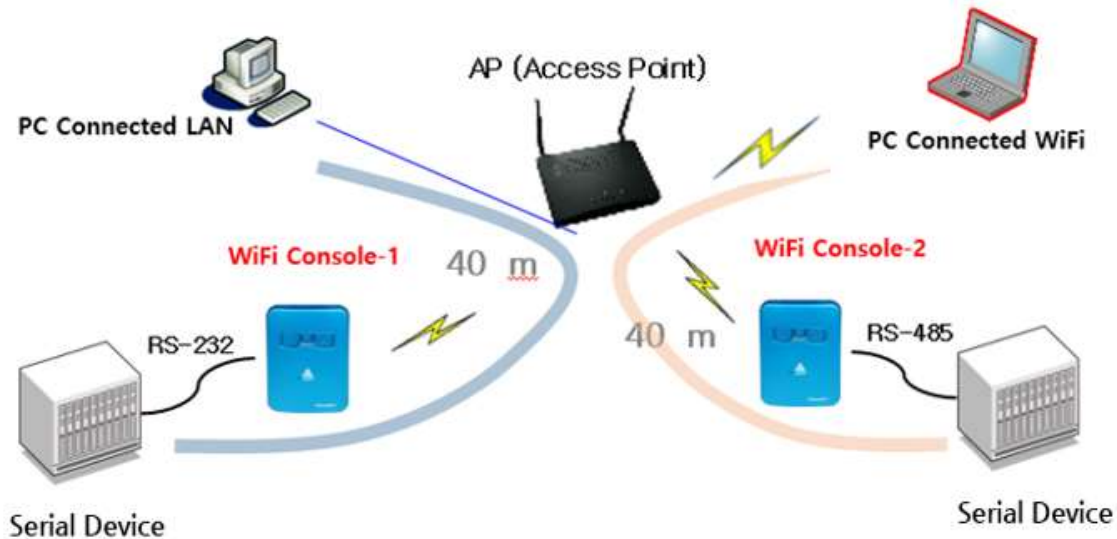 AP (Access Point)
PC Connected LAN
PC Connected WiFi
WiFi Console-1
40 m
WiFi Console-2
RS-232
40 m
RS-485
Serial Device
Serial Device